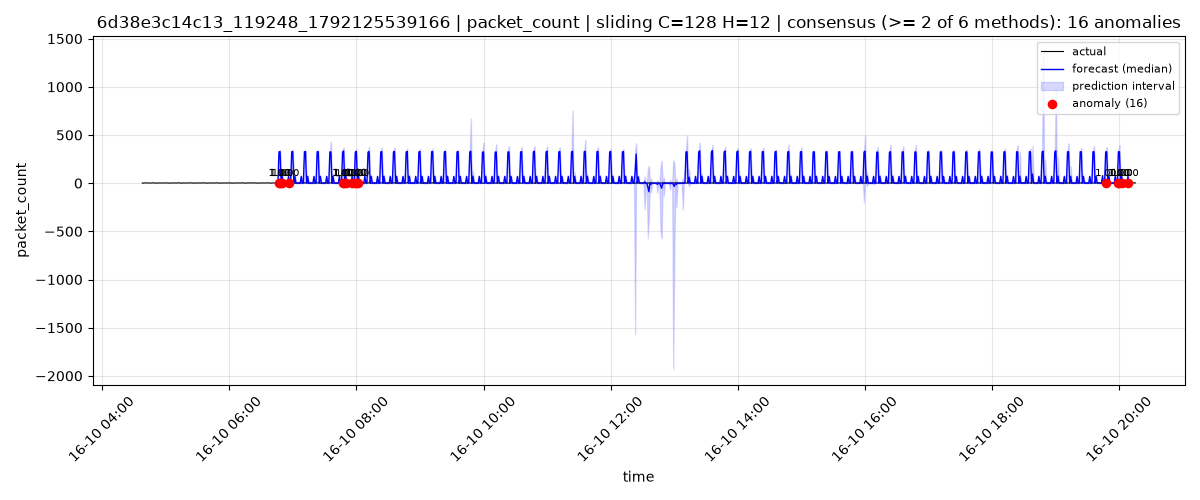 6d38e3c14c13_119248_1792125539166 | packet_count | sliding C=128 H=12 | consensus (>= 2 of 6 methods): 16 anomalies
1500
1000
500
0
−500
−1000
−1500
−2000
packet_count
actual
forecast (median)
prediction interval
anomaly (16)
16-10 04:00
16-10 06:00
16-10 08:00
16-10 10:00
16-10 12:00
16-10 14:00
16-10 16:00
16-10 18:00
16-10 20:00
time